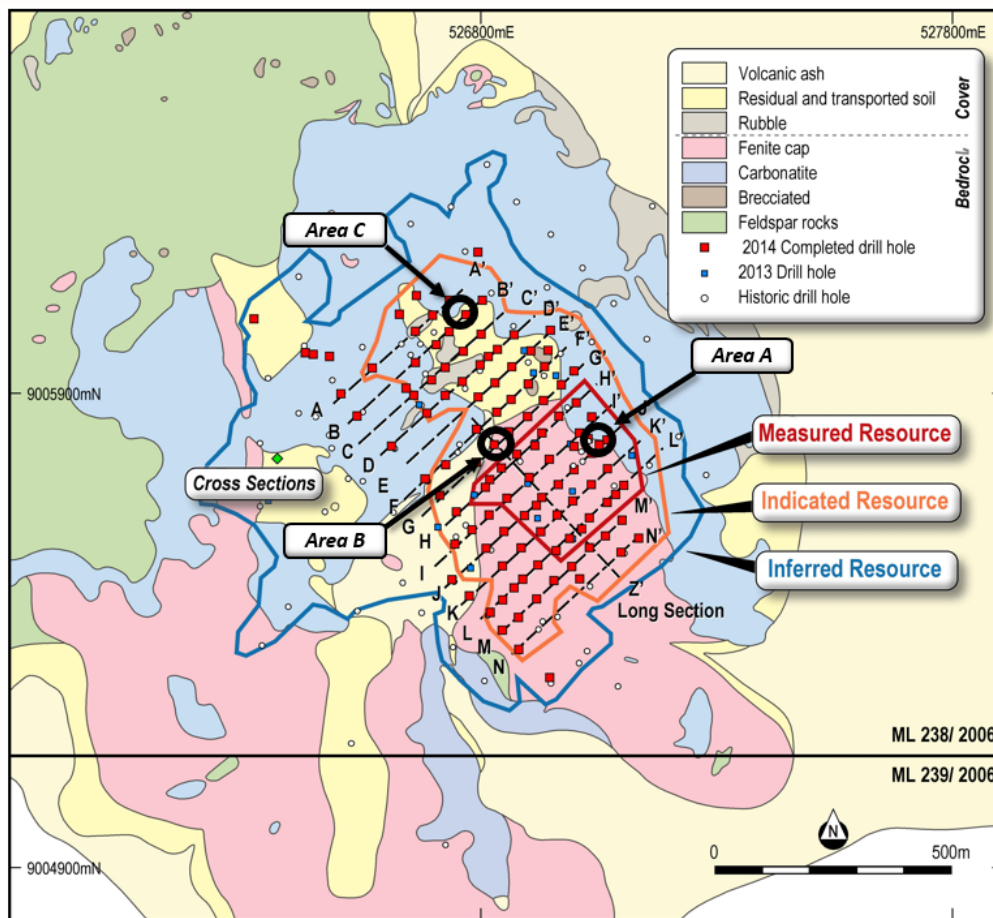 526800mE
527800mE
Volcanic ash
Residual and transported soil
Rubble
Cover
Fenite cap
Carbonatite
Brecciated
Feldspar rocks
2014 Completed drill hole
2013 Drill hole
Historic drill hole
Area C
A'
B'
C'
D'
E'
F'
G'
H'
I'
K'
L'
Area A
9005900mN
A
B
C
D
E
F
G
H
I
J
K
L
M
N
Measured Resource
Cross Sections
M'
Indicated Resource
Area B
N'
Inferred Resource
Z'
Long Section
ML 238/ 2006
ML 239/ 2006
N
0
500m
9004900mN